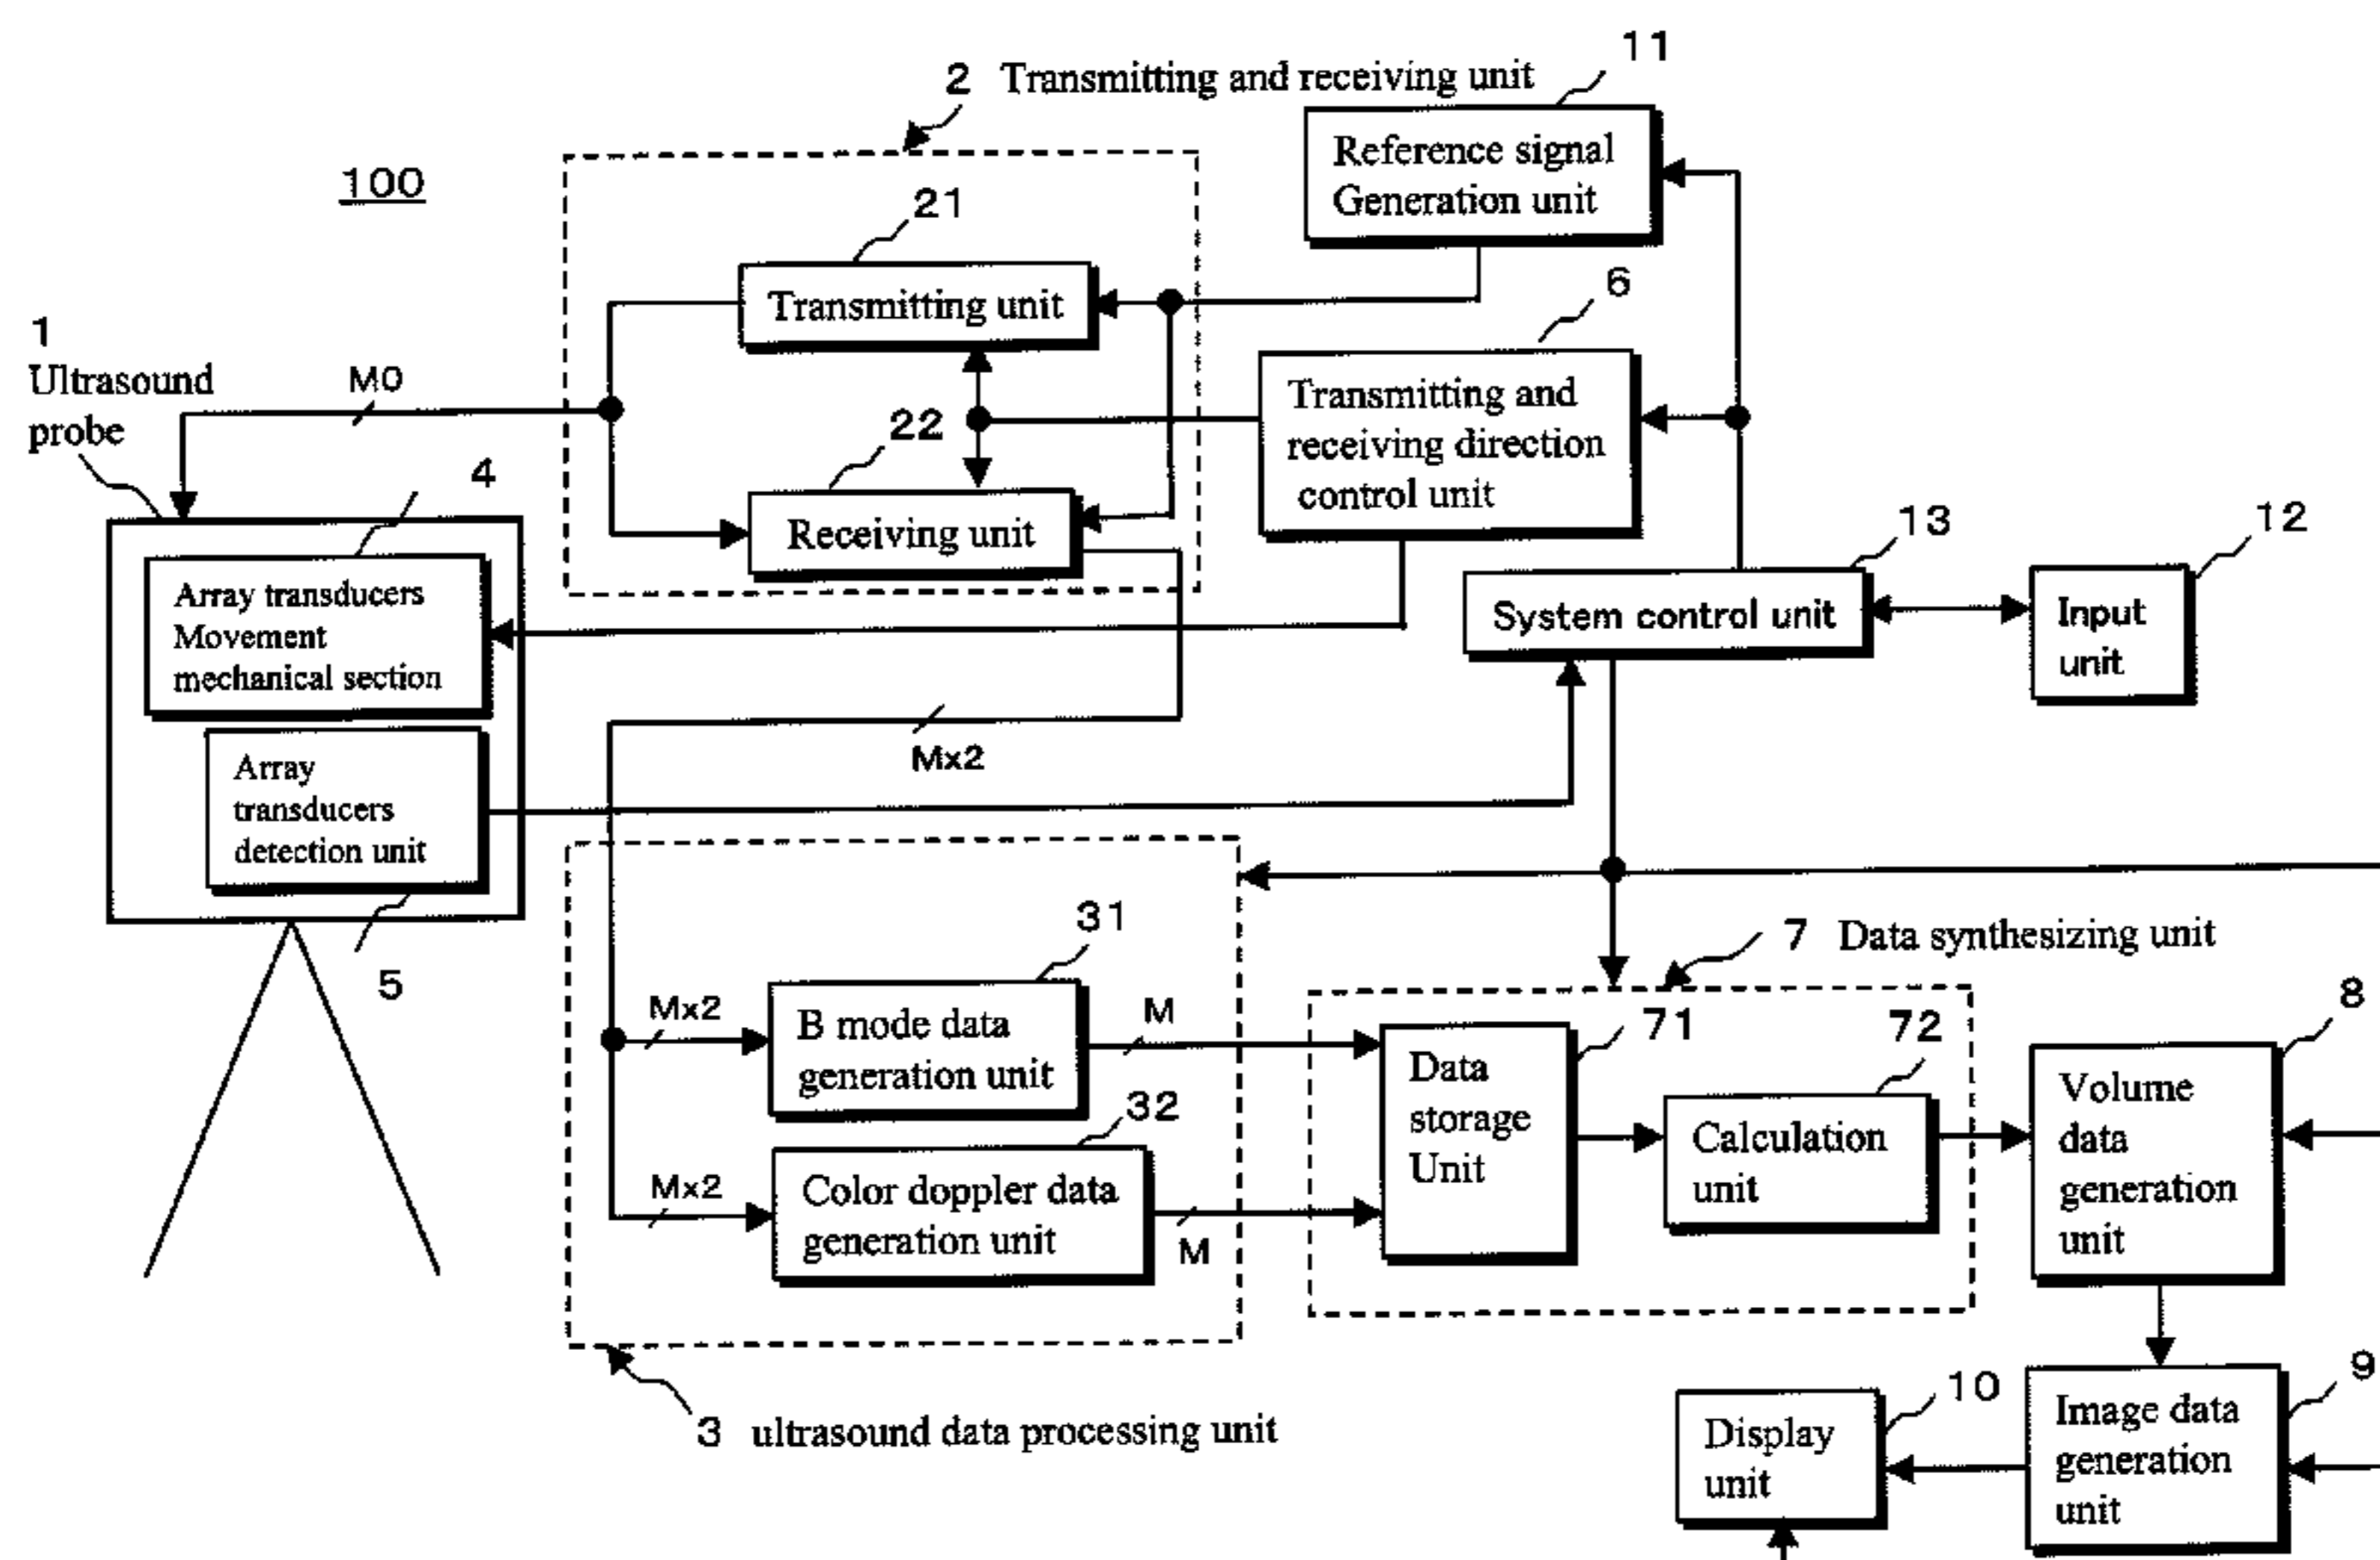 11
2 Transmitting and receiving unit
Reference signal
Generation unit
100
21
Transmitting unit
6
1
Ultrasound
probe
M0
Transmitting and
receiving direction
control unit
22
4
Receiving unit
13
12
Array transducers
Movement
mechanical section
System control unit
Input
unit
Mx2
Array
transducers
detection unit
5
31
7 Data synthesizing unit
Mx2
B mode data
generation unit
M
71
72
8
Data
storage
Unit
Calculation
unit
Volume
data
generation
unit
32
Mx2
Color doppler data
generation unit
M
3 ultrasound data processing unit
10
9
Display
unit
Image data
generation
unit